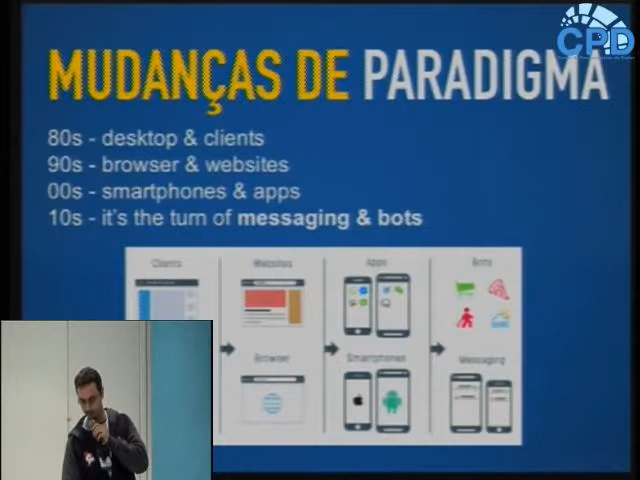 CPD
MUDANÇAS DE PARADIGMA
80s - desktop & clients
90s - browser & websites
00s - smartphones & apps
10s - it's the turn of messaging & bots
Clients
Websites
Apps
Bots
Browser
Smartphones
Messaging